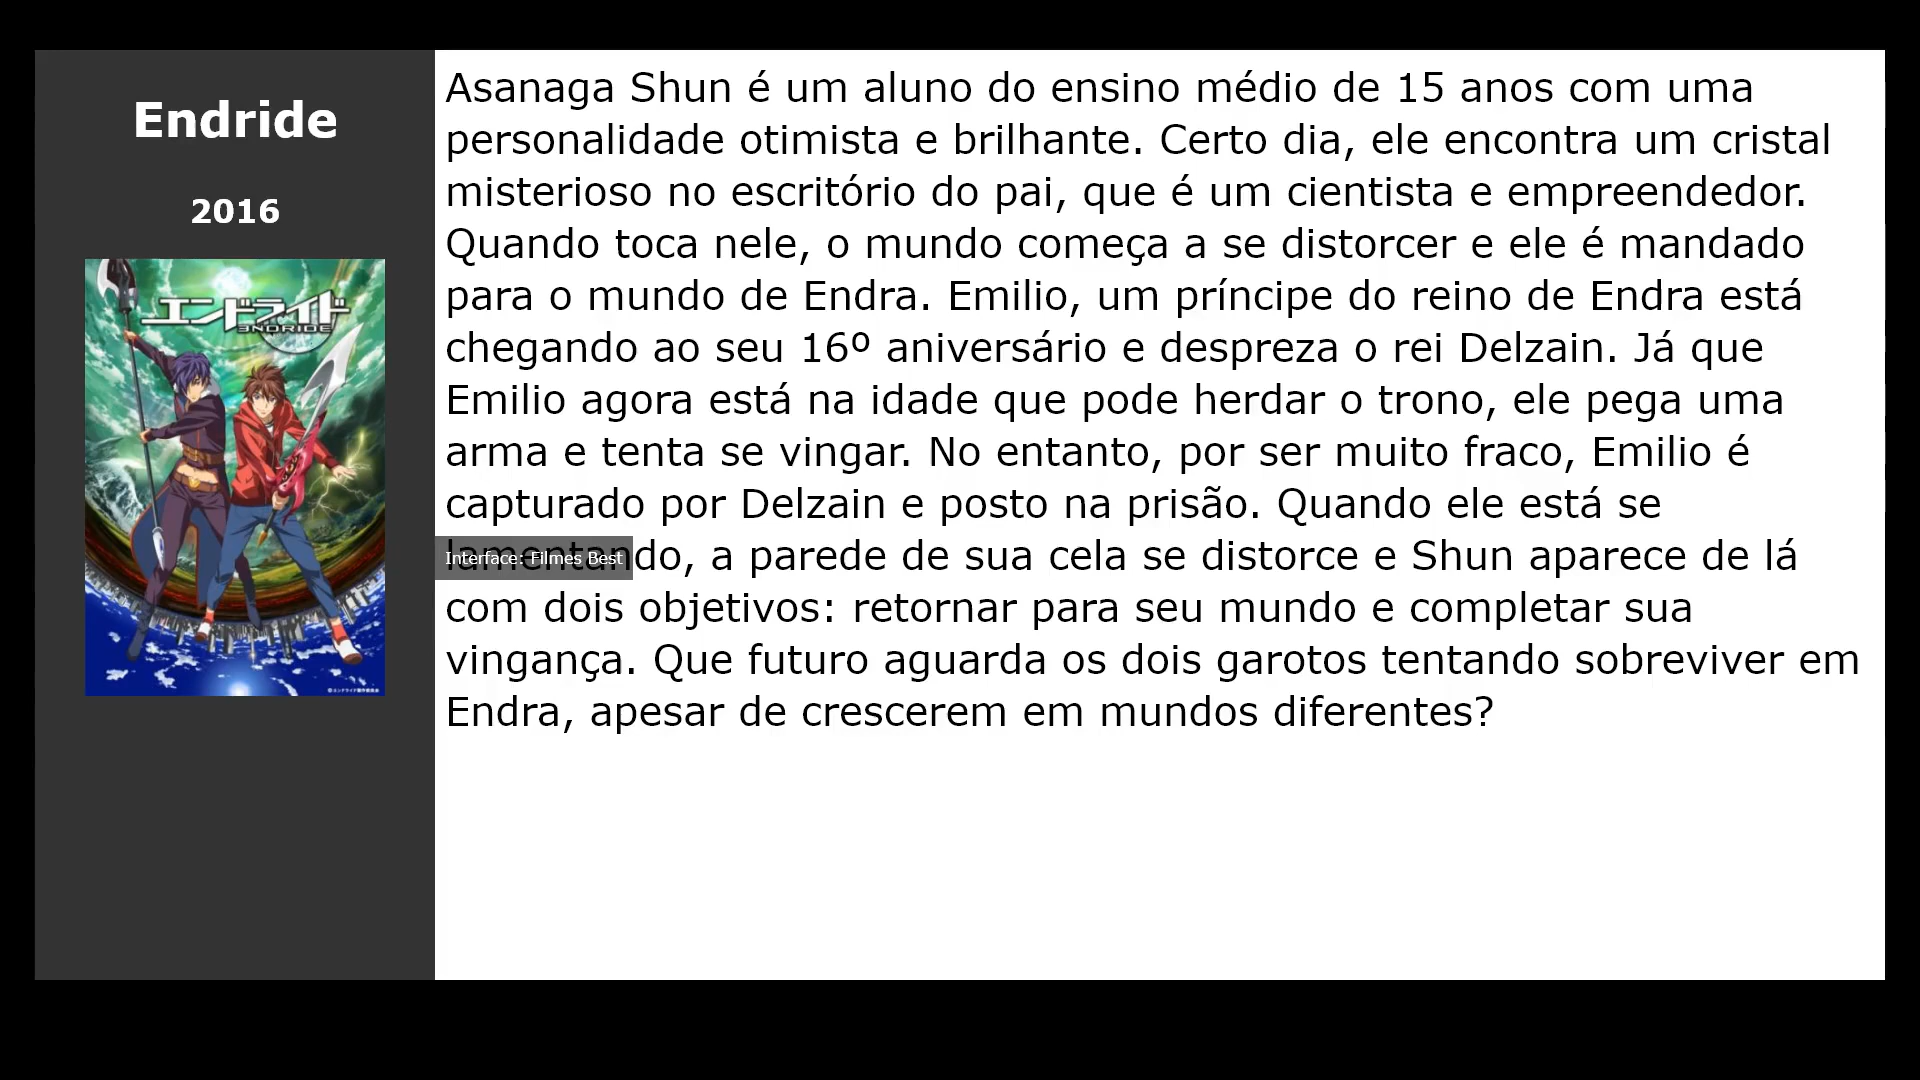 Endride
2016
エンドライド
ENDRIDE
Asanaga Shun é um aluno do ensino médio de 15 anos com uma
personalidade otimista e brilhante. Certo dia, ele encontra um cristal
misterioso no escritório do pai, que é um cientista e empreendedor.
Quando toca nele, o mundo começa a se distorcer e ele é mandado
para o mundo de Endra. Emilio, um príncipe do reino de Endra está
chegando ao seu 16º aniversário e despreza o rei Delzain. Já que
Emilio agora está na idade que pode herdar o trono, ele pega uma
arma e tenta se vingar. No entanto, por ser muito fraco, Emilio é
capturado por Delzain e posto na prisão. Quando ele está se
lamentando, a parede de sua cela se distorce e Shun aparece de lá
Interface: Filmes Best
com dois objetivos: retornar para seu mundo e completar sua
vingança. Que futuro aguarda os dois garotos tentando sobreviver em
Endra, apesar de crescerem em mundos diferentes?